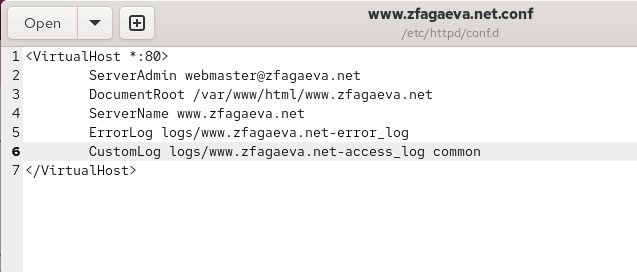 Open
www.zfagaeva.net.conf
/etc/httpd/conf.d
1 <VirtualHost *:80>
2 ServerAdmin webmaster@zfagaeva.net
3 DocumentRoot /var/www/html/www.zfagaeva.net
4 ServerName www.zfagaeva.net
5 ErrorLog logs/www.zfagaeva.net-error_log
6 CustomLog logs/www.zfagaeva.net-access_log common
7 </VirtualHost>